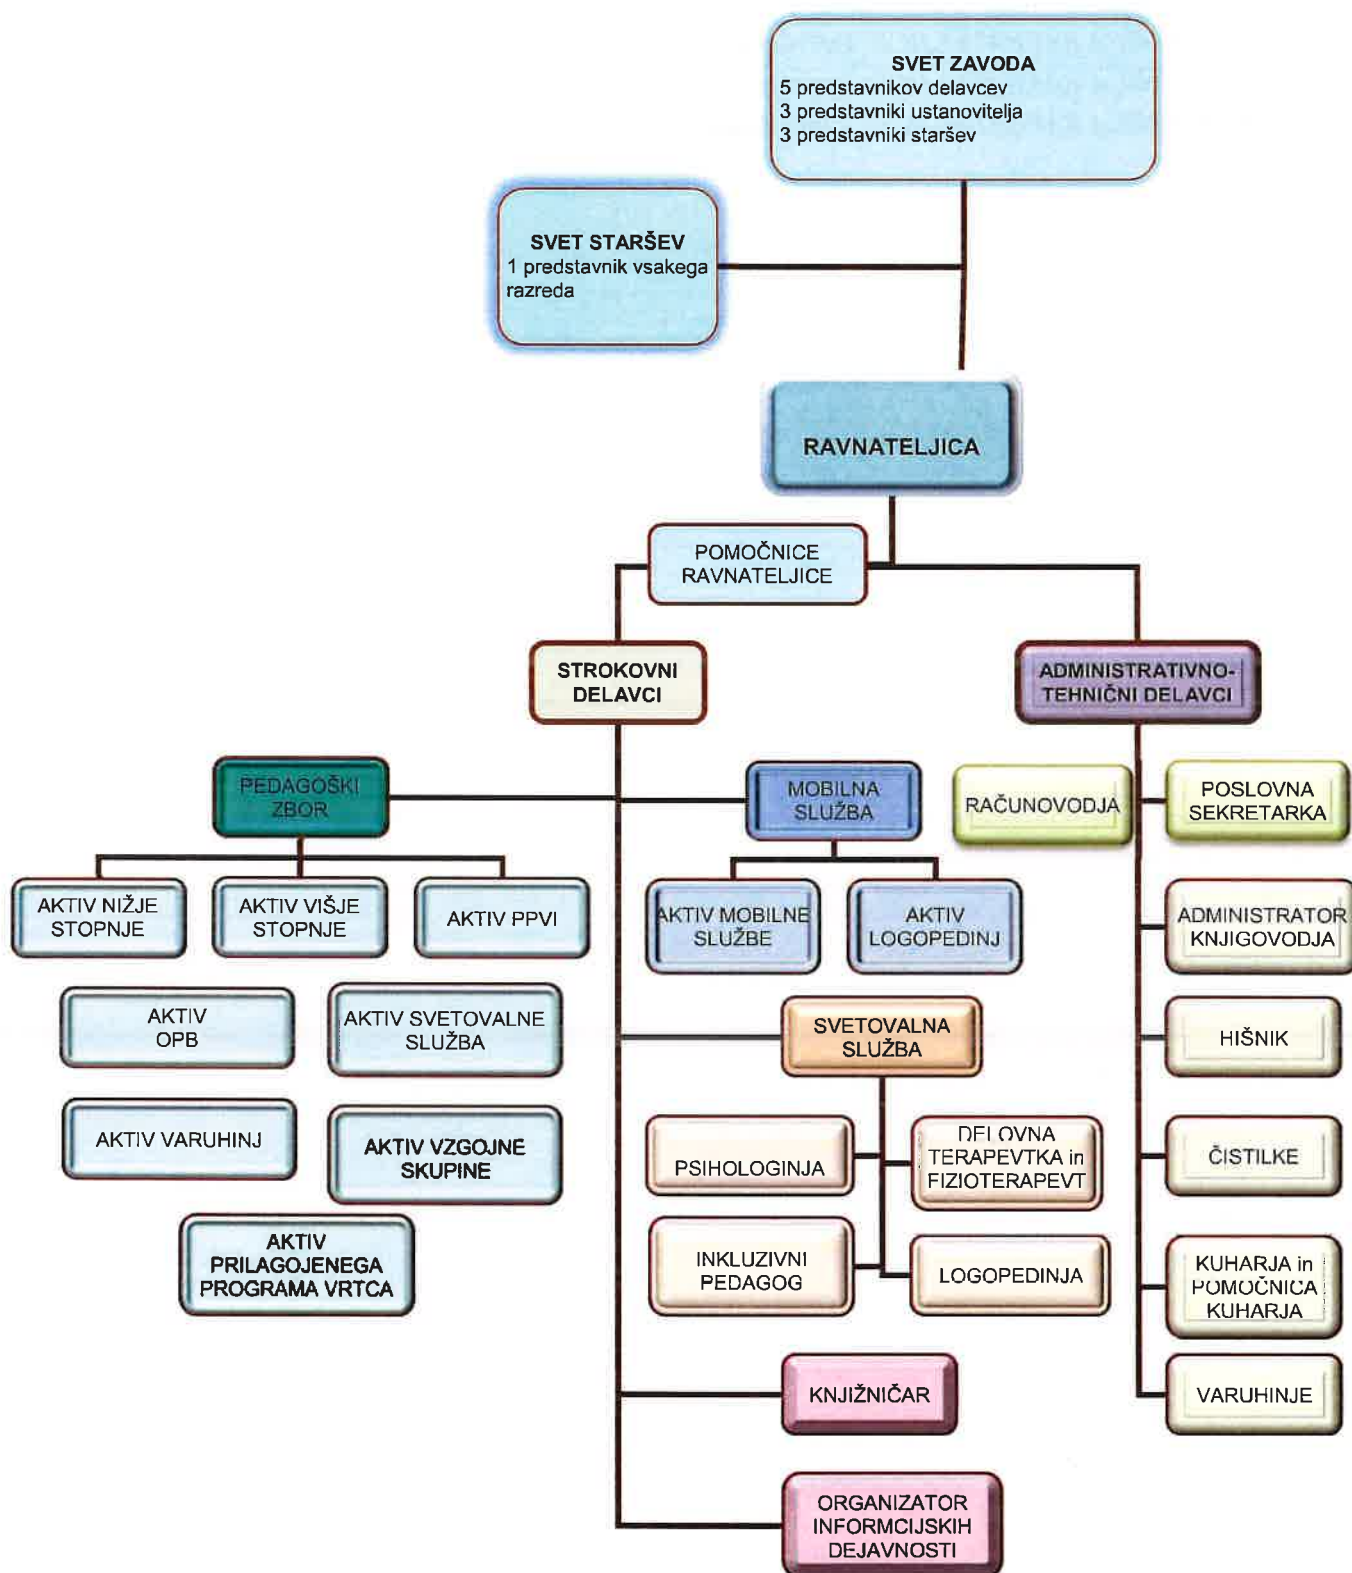 SVET ZAVODA
5 predstavnikov delavcev
3 predstavniki ustanovitelja
3 predstavniki staršev
SVET STARŠEV
1 predstavnik vsakega
razreda
RAVNATELJICA
POMOČNICE
RAVNATELJICE
STROKOVNI
DELAVCI
ADMINISTRATIVNO-
TEHNIČNI DELAVCI
PEDAGOŠKI
ZBOR
MOBILNA
SLUŽBA
RAČUNOVODJA
POSLOVNA
SEKRETARKA
AKTIV NIŽJE
STOPNJE
AKTIV VIŠJE
STOPNJE
AKTIV PPVI
AKTIV MOBILNE
SLUŽBE
AKTIV
LOGOPEDINJ
ADMINISTRATOR
KNJIGOVODJA
AKTIV
OPB
AKTIV SVETOVALNE
SLUŽBA
SVETOVALNA
SLUŽBA
HIŠNIK
AKTIV VARUHINJ
AKTIV VZGOJNE
SKUPINE
PSIHOLOGINJA
DELOVNA
TERAPEVTKA in
FIZIOTERAPEVT
ČISTILKE
AKTIV
PRILAGOJENEGA
PROGRAMA VRTCA
INKLUZIVNI
PEDAGOG
LOGOPEDINJA
KUHARJA in
POMOČNICA
KUHARJA
KNJIŽNIČAR
VARUHINJE
ORGANIZATOR
INFORMCIJSKIH
DEJAVNOSTI